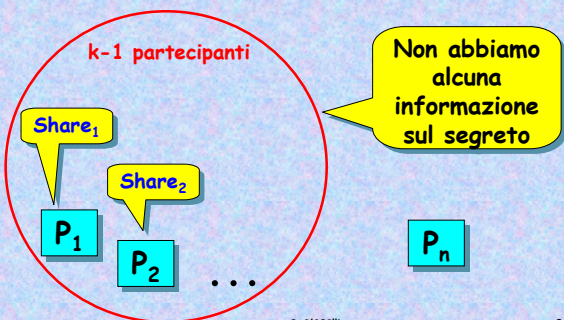 k-1 partecipanti
Non abbiamo
alcuna
informazione
sul segreto
Share₁
Share₂
P₁
P₂
...
Pₙ